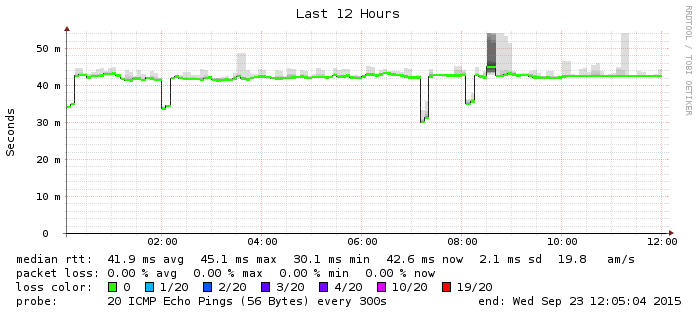 Last 12 Hours
RRDTOOL / TOBI OETIKER
Seconds
50 m
40 m
30 m
20 m
10 m
0
02:00 04:00 06:00 08:00 10:00 12:00
median rtt: 41.9 ms avg 45.1 ms max 30.1 ms min 42.6 ms now 2.1 ms sd 19.8 am/s
packet loss: 0.00 % avg 0.00 % max 0.00 % min 0.00 % now
loss color: 0 1/20 2/20 3/20 4/20 10/20 19/20
probe: 20 ICMP Echo Pings (56 Bytes) every 300s end: Wed Sep 23 12:05:04 2015